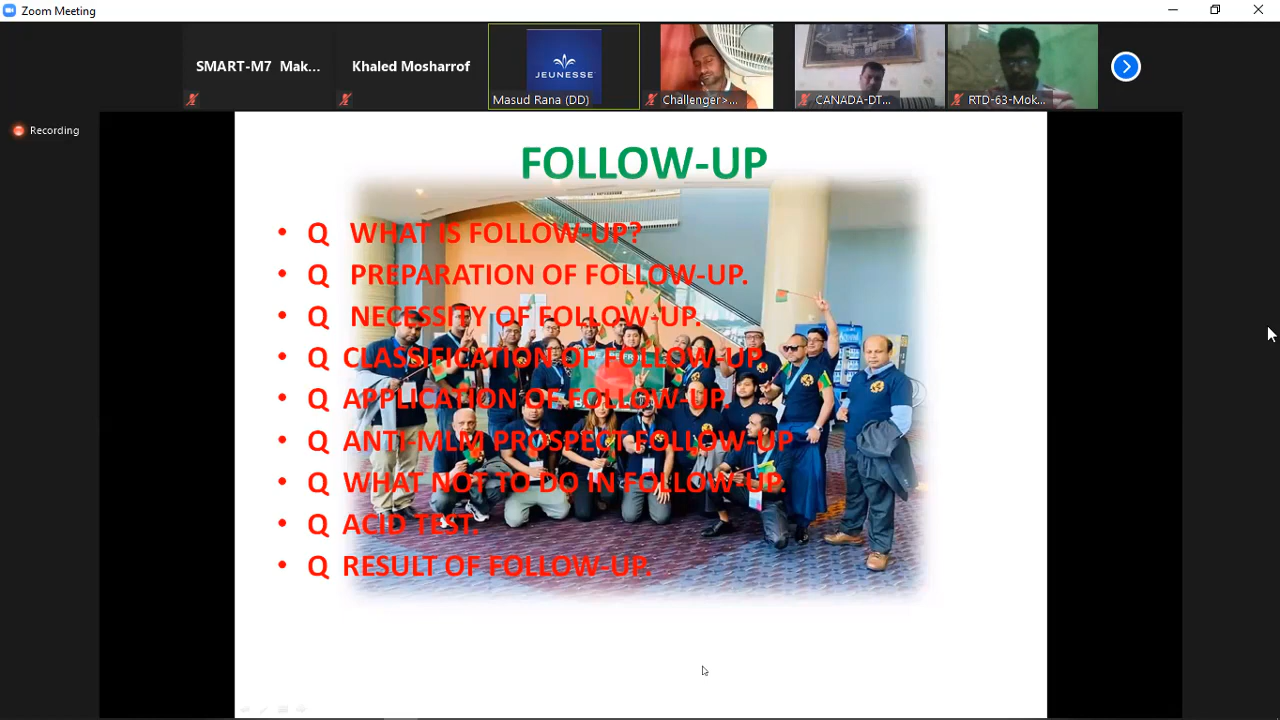 Zoom Meeting
SMART-M7 Mak...
Khaled Mosharrof
JEUNESSE
Masud Rana (DD)
Challenger>...
CANADA-DT...
RTD-63-Mok...
Recording
FOLLOW-UP
• Q WHAT IS FOLLOW-UP?
• Q PREPARATION OF FOLLOW-UP.
• Q NECESSITY OF FOLLOW-UP.
• Q CLASSIFICATION OF FOLLOW-UP
• Q APPLICATION OF FOLLOW-UP.
• Q ANTI-MLM PROSPECT FOLLOW-UP
• Q WHAT NOT TO DO IN FOLLOW-UP.
• Q ACID TEST.
• Q RESULT OF FOLLOW-UP.